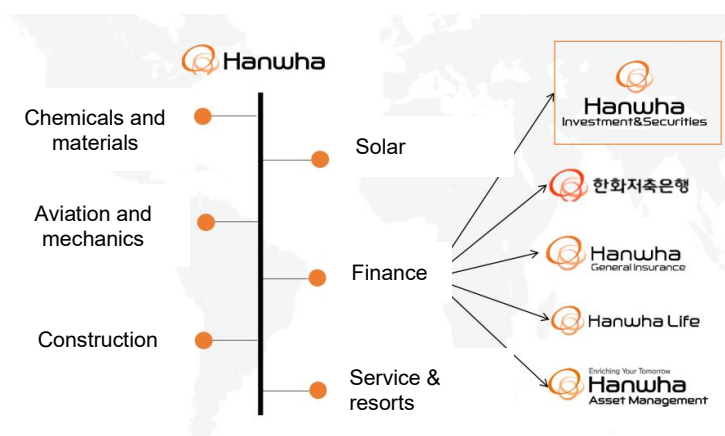 Hanwha
Chemicals and
materials
Solar
Aviation and
mechanics
Finance
Construction
Service &
resorts
Hanwha
Investment&Securities
한화저축은행
Hanwha
General Insurance
Hanwha Life
Enriching Your Tomorrow
Hanwha
Asset Management